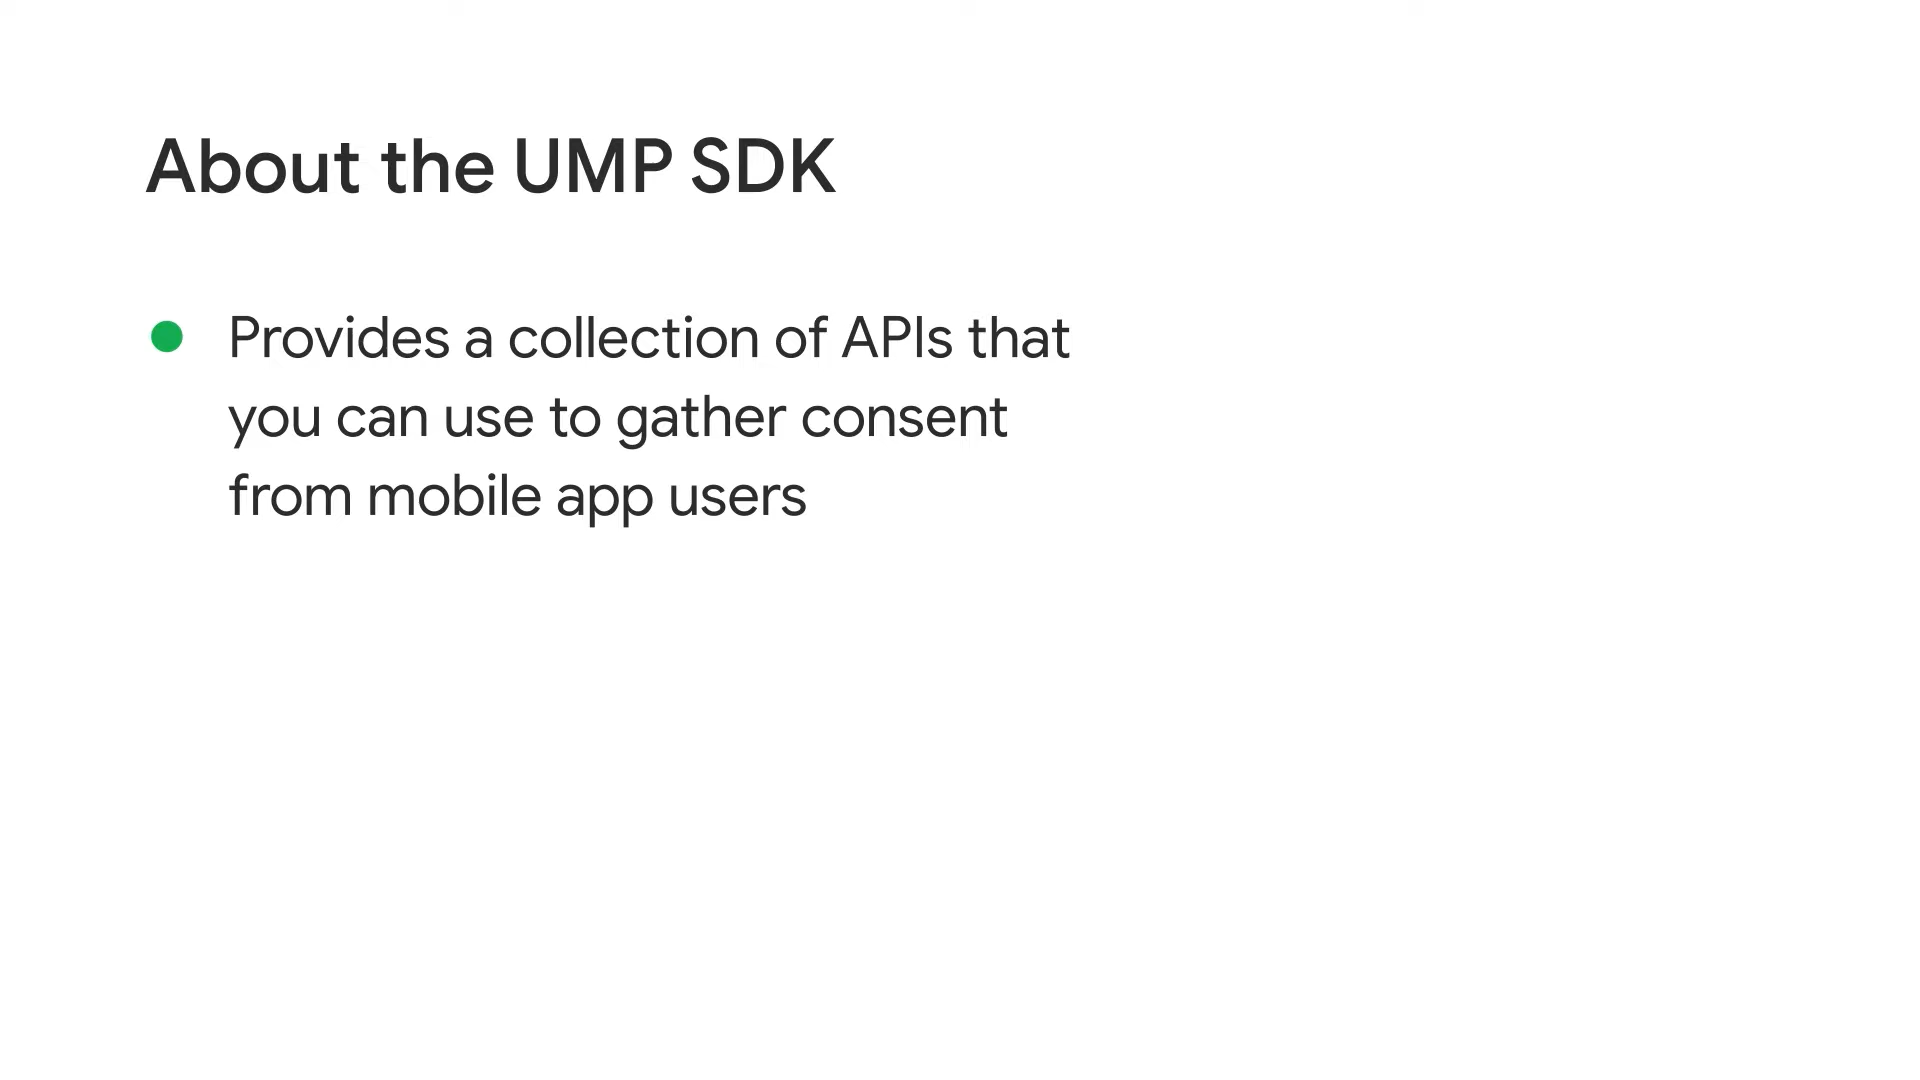 About the UMP SDK
Provides a collection of APIs that
you can use to gather consent
from mobile app users